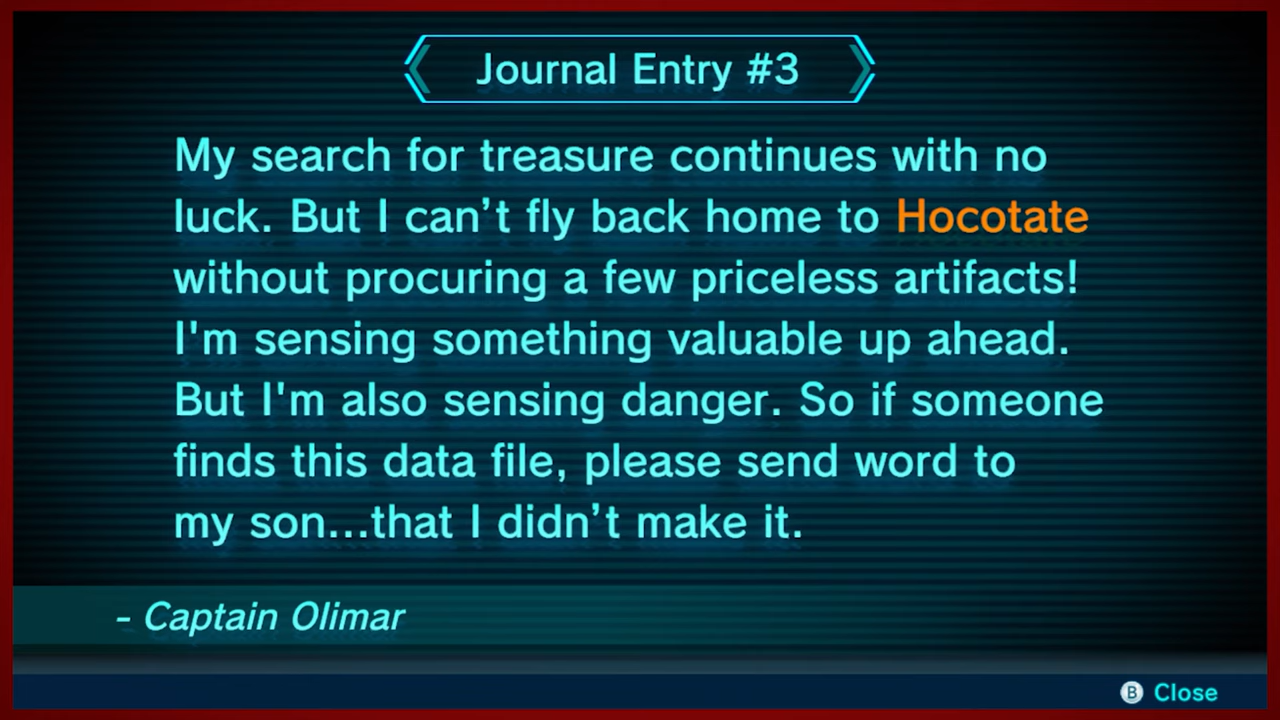 Journal Entry #3
My search for treasure continues with no
luck. But I can’t fly back home to Hocotate
without procuring a few priceless artifacts!
I'm sensing something valuable up ahead.
But I'm also sensing danger. So if someone
finds this data file, please send word to
my son...that I didn’t make it.
- Captain Olimar
B Close